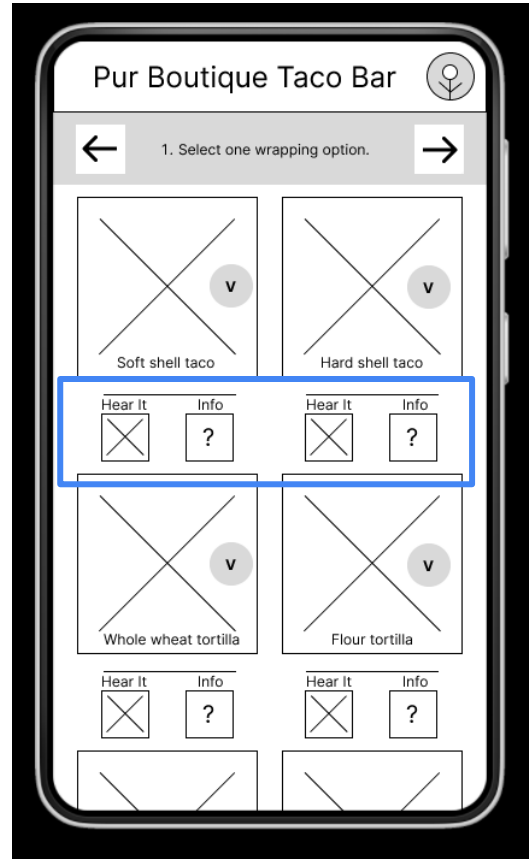 Pur Boutique Taco Bar
1. Select one wrapping option.
V V
Soft shell taco Hard shell taco
Hear It Info Hear It Info
? ?
V V
Whole wheat tortilla Flour tortilla
Hear It Info Hear It Info
? ?